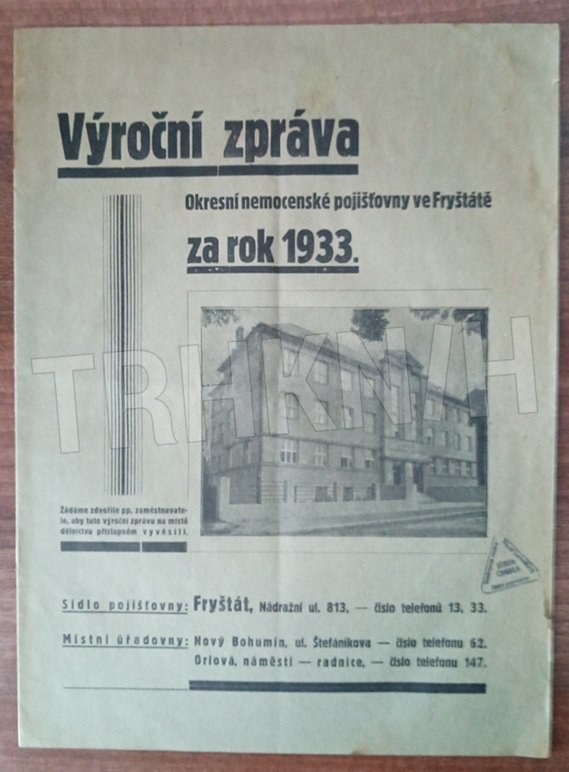 Výroční zpráva
Okresní nemocenské pojišťovny ve Fryštátě
za rok 1933.
TRHKNIH
Žádáme zdvořile pp. zaměstnavate-
le, aby tuto výroční zprávu na místě
dělnictvu přístupném vyvěsili.
Sídlo pojišťovny: Fryštát, Nádražní ul. 813, — číslo telefonů 13, 33.
Místní úřadovny: Nový Bohumín, ul. Štefánikova — číslo telefonu 62.
Orlová, náměstí — radnice, — číslo telefonu 147.